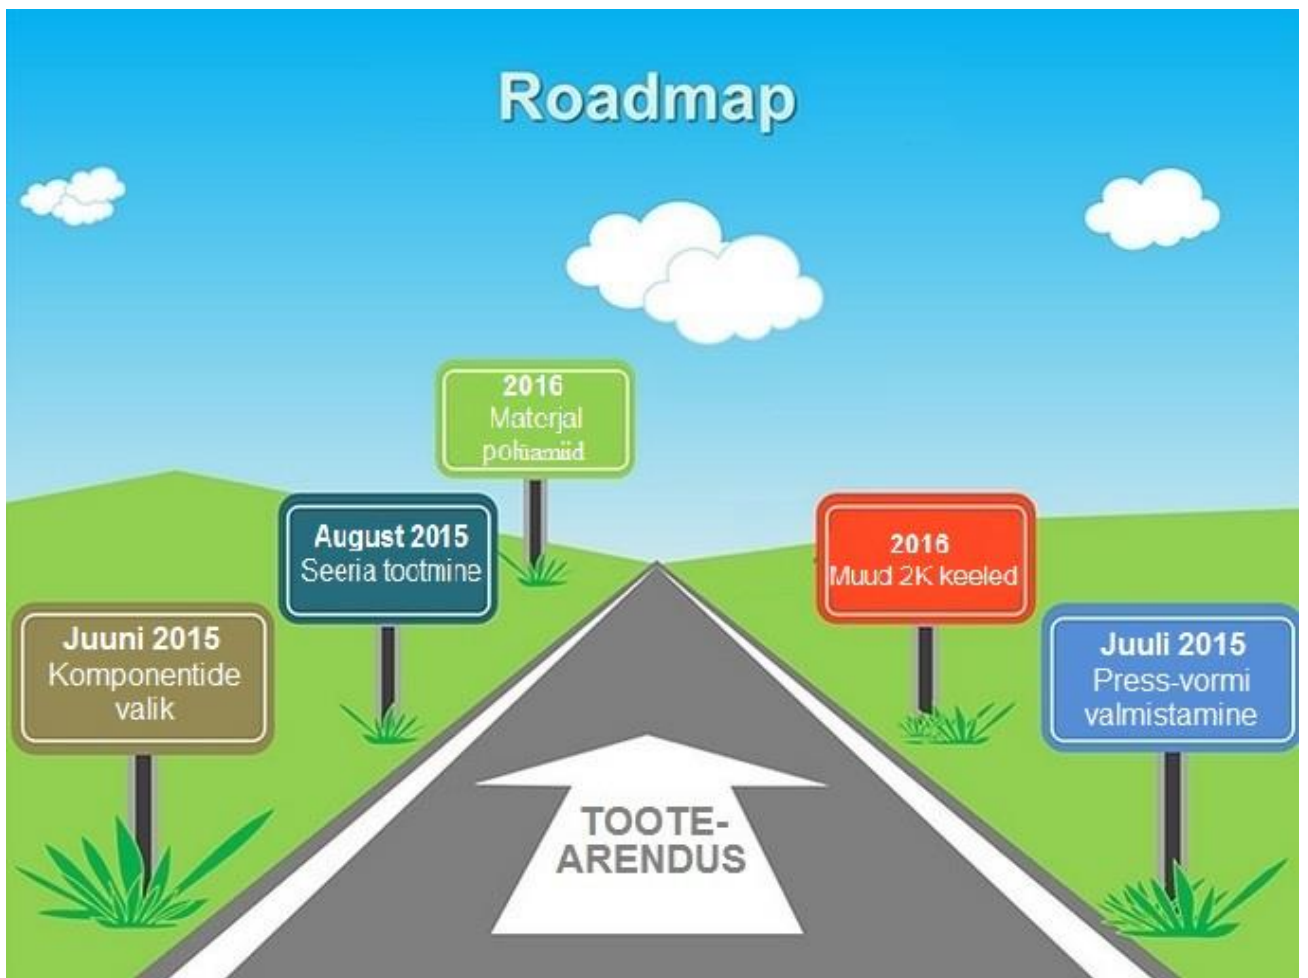 Roadmap
2016
Materjal
polüamiid
August 2015
Seeria tootmine
2016
Muud 2K keeled
Juuni 2015
Komponentide
valik
Juuli 2015
Press-vormi
valmistamine
TOOTE-
ARENDUS